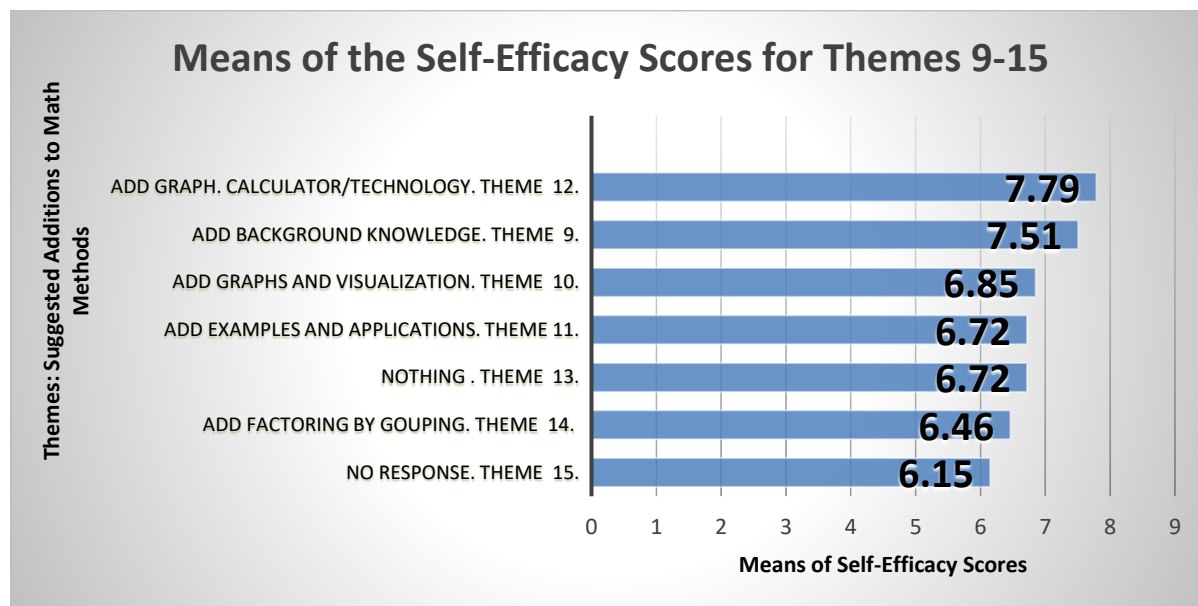 Means of the Self-Efficacy Scores for Themes 9-15
Themes: Suggested Additions to Math
Methods
ADD GRAPH. CALCULATOR/TECHNOLOGY. THEME 12. 7.79
ADD BACKGROUND KNOWLEDGE. THEME 9. 7.51
ADD GRAPHS AND VISUALIZATION. THEME 10. 6.85
ADD EXAMPLES AND APPLICATIONS. THEME 11. 6.72
NOTHING . THEME 13. 6.72
ADD FACTORING BY GOUPING. THEME 14. 6.46
NO RESPONSE. THEME 15. 6.15
0 1 2 3 4 5 6 7 8 9
Means of Self-Efficacy Scores